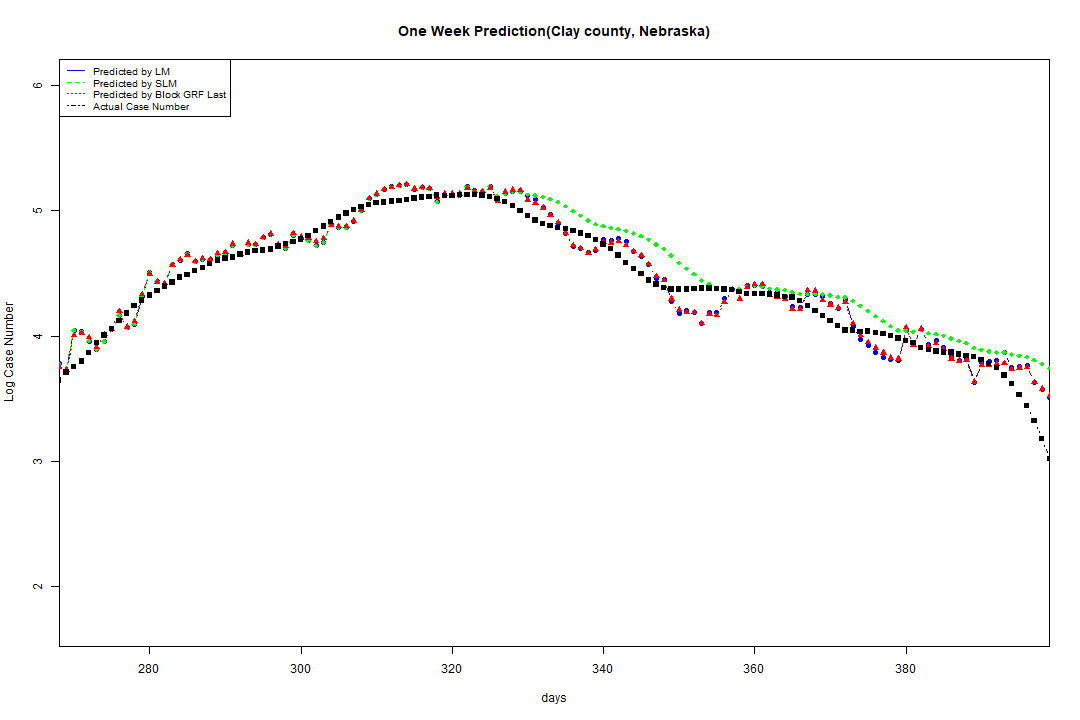 One Week Prediction(Clay county, Nebraska)
Predicted by LM
Predicted by SLM
Predicted by Block GRF Last
Actual Case Number
6
5
4
3
2
Log Case Number
280 300 320 340 360 380
days